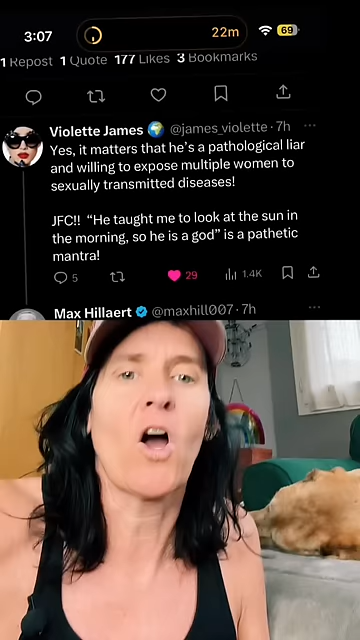 3:07 22m 69
1 Repost 1 Quote 177 Likes 3 Bookmarks
Violette James @james_violette · 7h
Yes, it matters that he's a pathological liar
and willing to expose multiple women to
sexually transmitted diseases!
JFC!! “He taught me to look at the sun in
the morning, so he is a god” is a pathetic
mantra!
5 29 1.4K
Max Hillaert @maxhill007 · 7h